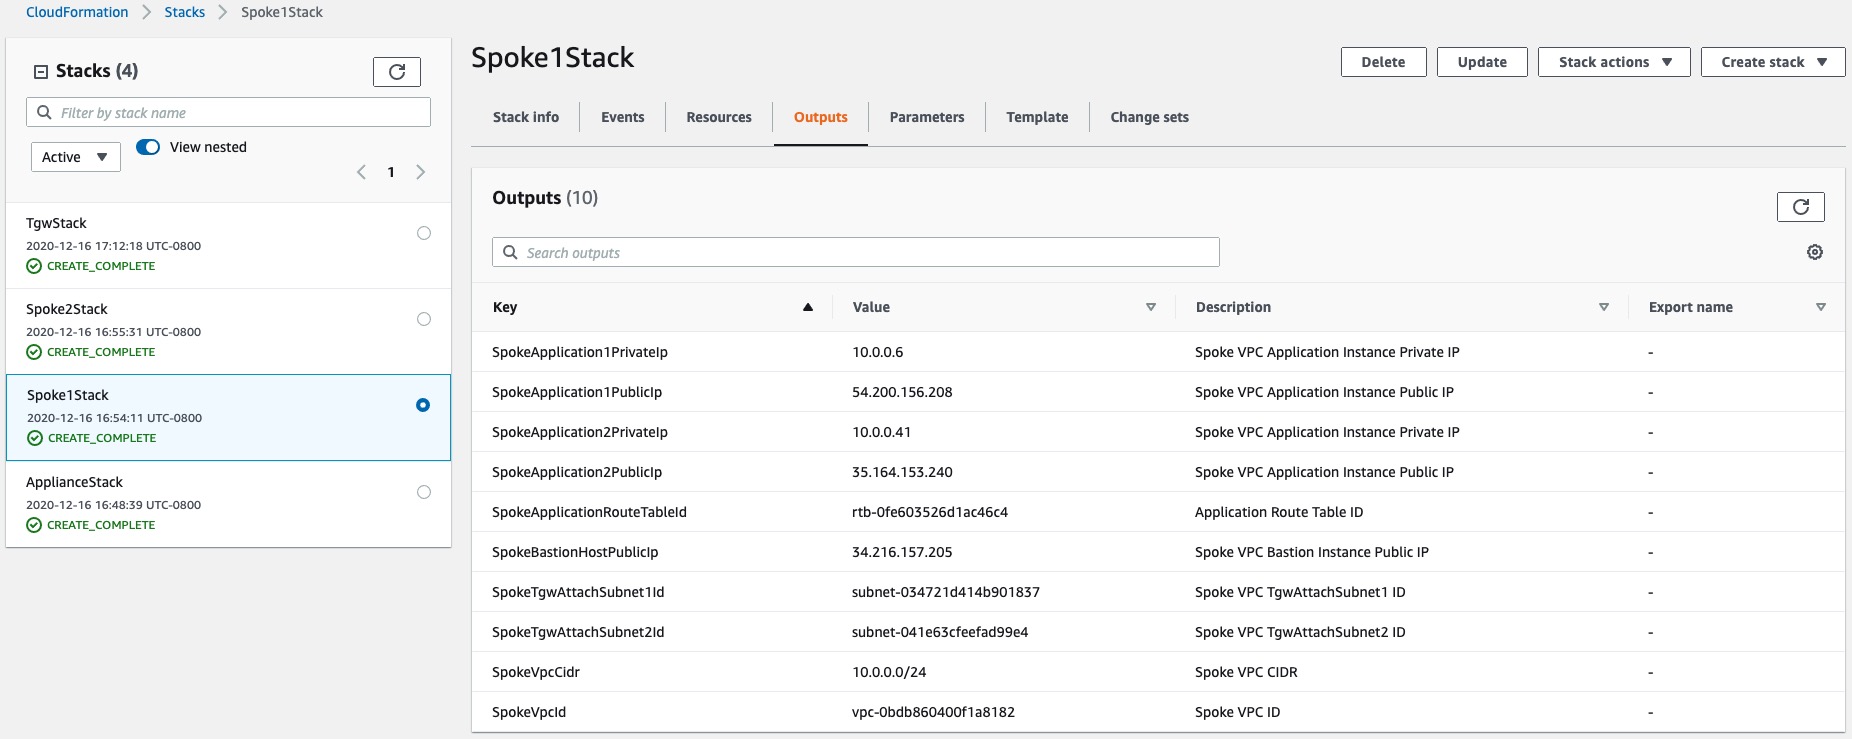 CloudFormation > Stacks > Spoke1Stack
Stacks (4)
Filter by stack name
Active
View nested
1
TgwStack
2020-12-16 17:12:18 UTC-0800
CREATE_COMPLETE
Spoke2Stack
2020-12-16 16:55:31 UTC-0800
CREATE_COMPLETE
Spoke1Stack
2020-12-16 16:54:11 UTC-0800
CREATE_COMPLETE
ApplianceStack
2020-12-16 16:48:39 UTC-0800
CREATE_COMPLETE
Spoke1Stack
Delete Update Stack actions Create stack
Stack info Events Resources Outputs Parameters Template Change sets
Outputs (10)
Search outputs
Key Value Description Export name
SpokeApplication1PrivateIp 10.0.0.6 Spoke VPC Application Instance Private IP -
SpokeApplication1PublicIp 54.200.156.208 Spoke VPC Application Instance Public IP -
SpokeApplication2PrivateIp 10.0.0.41 Spoke VPC Application Instance Private IP -
SpokeApplication2PublicIp 35.164.153.240 Spoke VPC Application Instance Public IP -
SpokeApplicationRouteTableId rtb-0fe603526d1ac46c4 Application Route Table ID -
SpokeBastionHostPublicIp 34.216.157.205 Spoke VPC Bastion Instance Public IP -
SpokeTgwAttachSubnet1Id subnet-034721d414b901837 Spoke VPC TgwAttachSubnet1 ID -
SpokeTgwAttachSubnet2Id subnet-041e63cfeefad99e4 Spoke VPC TgwAttachSubnet2 ID -
SpokeVpcCidr 10.0.0.0/24 Spoke VPC CIDR -
SpokeVpcId vpc-0bdb860400f1a8182 Spoke VPC ID -